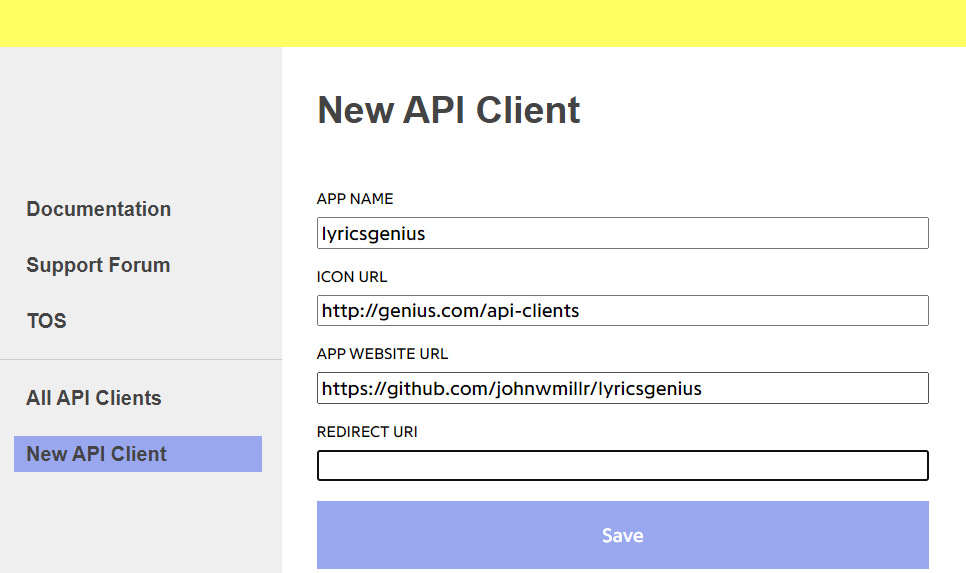 New API Client
Documentation
Support Forum
TOS
All API Clients
New API Client
APP NAME
lyricsgenius
ICON URL
http://genius.com/api-clients
APP WEBSITE URL
https://github.com/johnwmillr/lyricsgenius
REDIRECT URI
Save